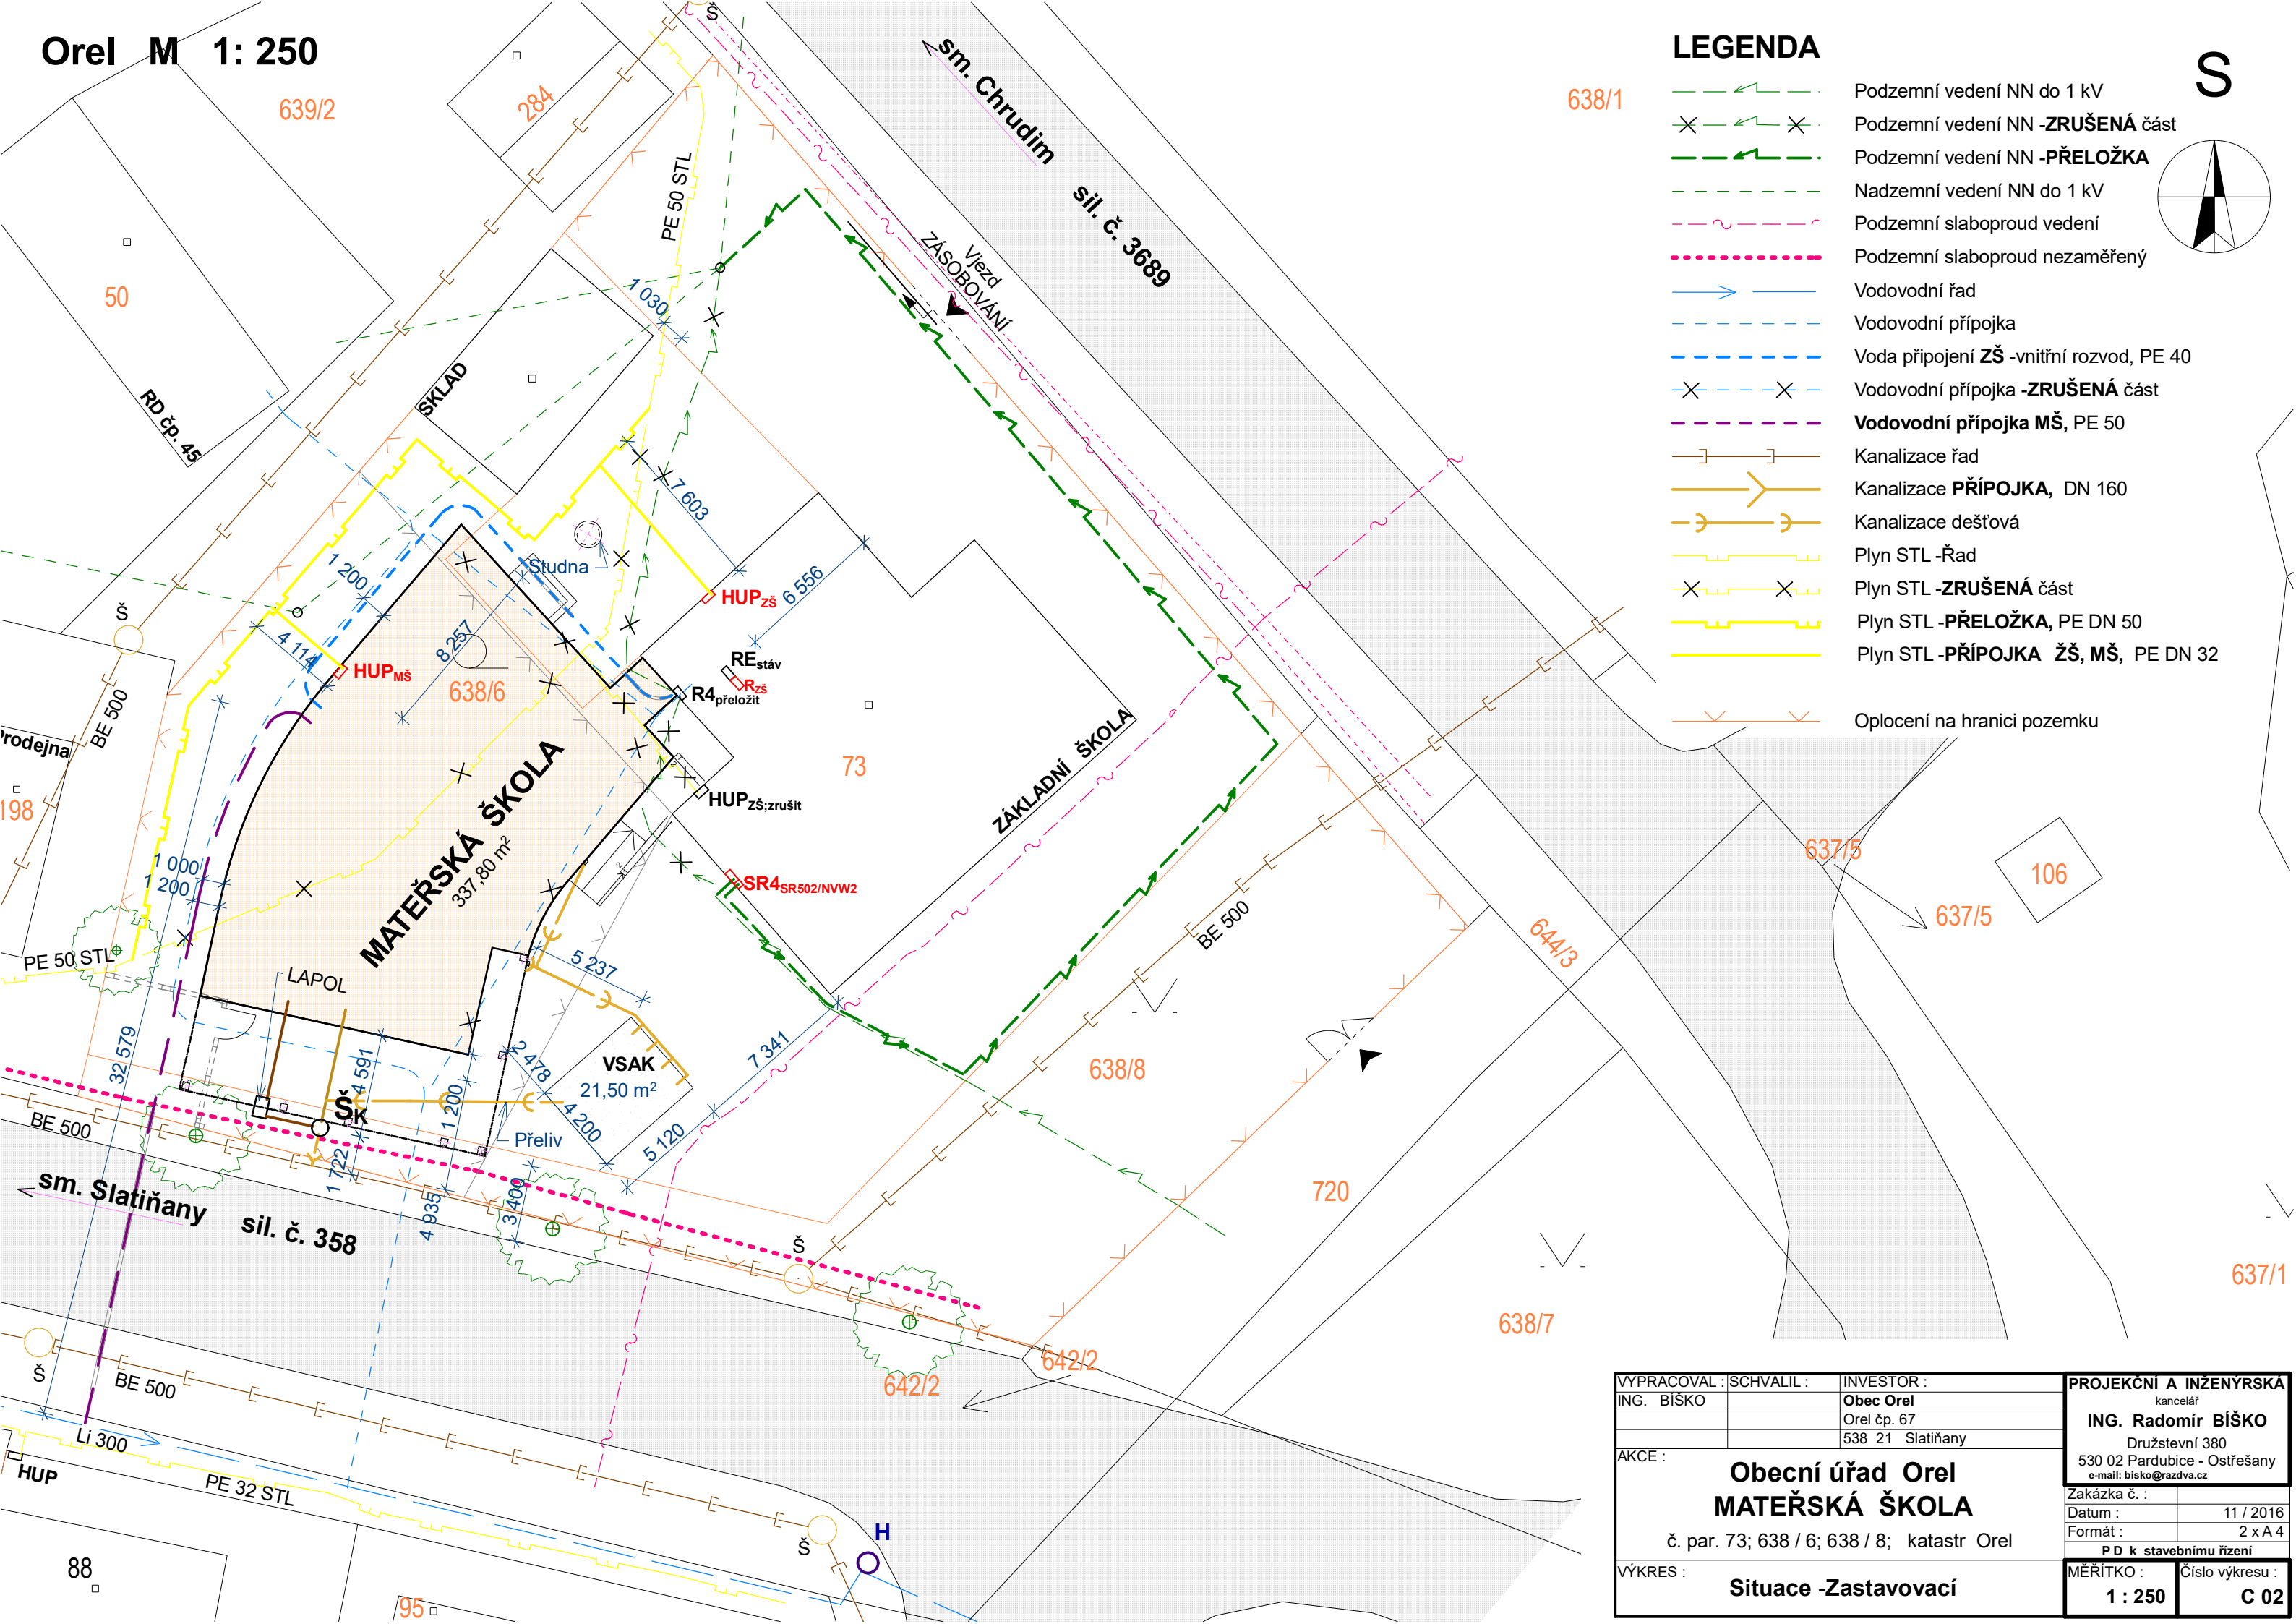 Orel M 1: 250
639/2
284
Š
sm. Chrudim sil. č. 3689
638/1
50
RD čp. 45
PE 50 STL
1 030
SKLAD
Vjezd
ZÁSOBOVÁNÍ
7 603
6 556
Studna
1 200
4 114
8 257
HUPZŠ
HUPMŠ
REstáv
RZŠ
R4přeložit
638/6
73
Š
BE 500
Prodejna
198
HUPZŠ;zrušit
ZÁKLADNÍ ŠKOLA
MATEŘSKÁ ŠKOLA
337,80 m²
SR4SR502/NVW2
1 000
1 200
PE 50 STL
LAPOL
5 237
BE 500
32 579
4 591
1 200
2 478
VSAK
21,50 m²
4 200
7 341
5 120
Přeliv
ŠK
1 722
4 935
3 400
BE 500
sm. Slatiňany sil. č. 358
Š
638/8
644/3
637/5
637/5
106
720
638/7
637/1
642/2
642/2
Š
BE 500
Li 300
HUP
PE 32 STL
88
95
Š
H
LEGENDA
S
Podzemní vedení NN do 1 kV
Podzemní vedení NN -ZRUŠENÁ část
Podzemní vedení NN -PŘELOŽKA
Nadzemní vedení NN do 1 kV
Podzemní slaboproud vedení
Podzemní slaboproud nezaměřený
Vodovodní řad
Vodovodní přípojka
Voda připojení ZŠ -vnitřní rozvod, PE 40
Vodovodní přípojka -ZRUŠENÁ část
Vodovodní přípojka MŠ, PE 50
Kanalizace řad
Kanalizace PŘÍPOJKA, DN 160
Kanalizace dešťová
Plyn STL -Řad
Plyn STL -ZRUŠENÁ část
Plyn STL -PŘELOŽKA, PE DN 50
Plyn STL -PŘÍPOJKA ŽŠ, MŠ, PE DN 32
Oplocení na hranici pozemku
VYPRACOVAL : SCHVÁLIL : INVESTOR :
ING. BÍŠKO Obec Orel
Orel čp. 67
538 21 Slatiňany
AKCE :
Obecní úřad Orel
MATEŘSKÁ ŠKOLA
č. par. 73; 638 / 6; 638 / 8; katastr Orel
VÝKRES :
Situace -Zastavovací
PROJEKČNÍ A INŽENÝRSKÁ
kancelář
ING. Radomír BÍŠKO
Družstevní 380
530 02 Pardubice - Ostřešany
e-mail: bisko@razdva.cz
Zakázka č. :
Datum : 11 / 2016
Formát : 2 x A 4
P D k stavebnímu řízení
MĚŘÍTKO :
1 : 250
Číslo výkresu :
C 02